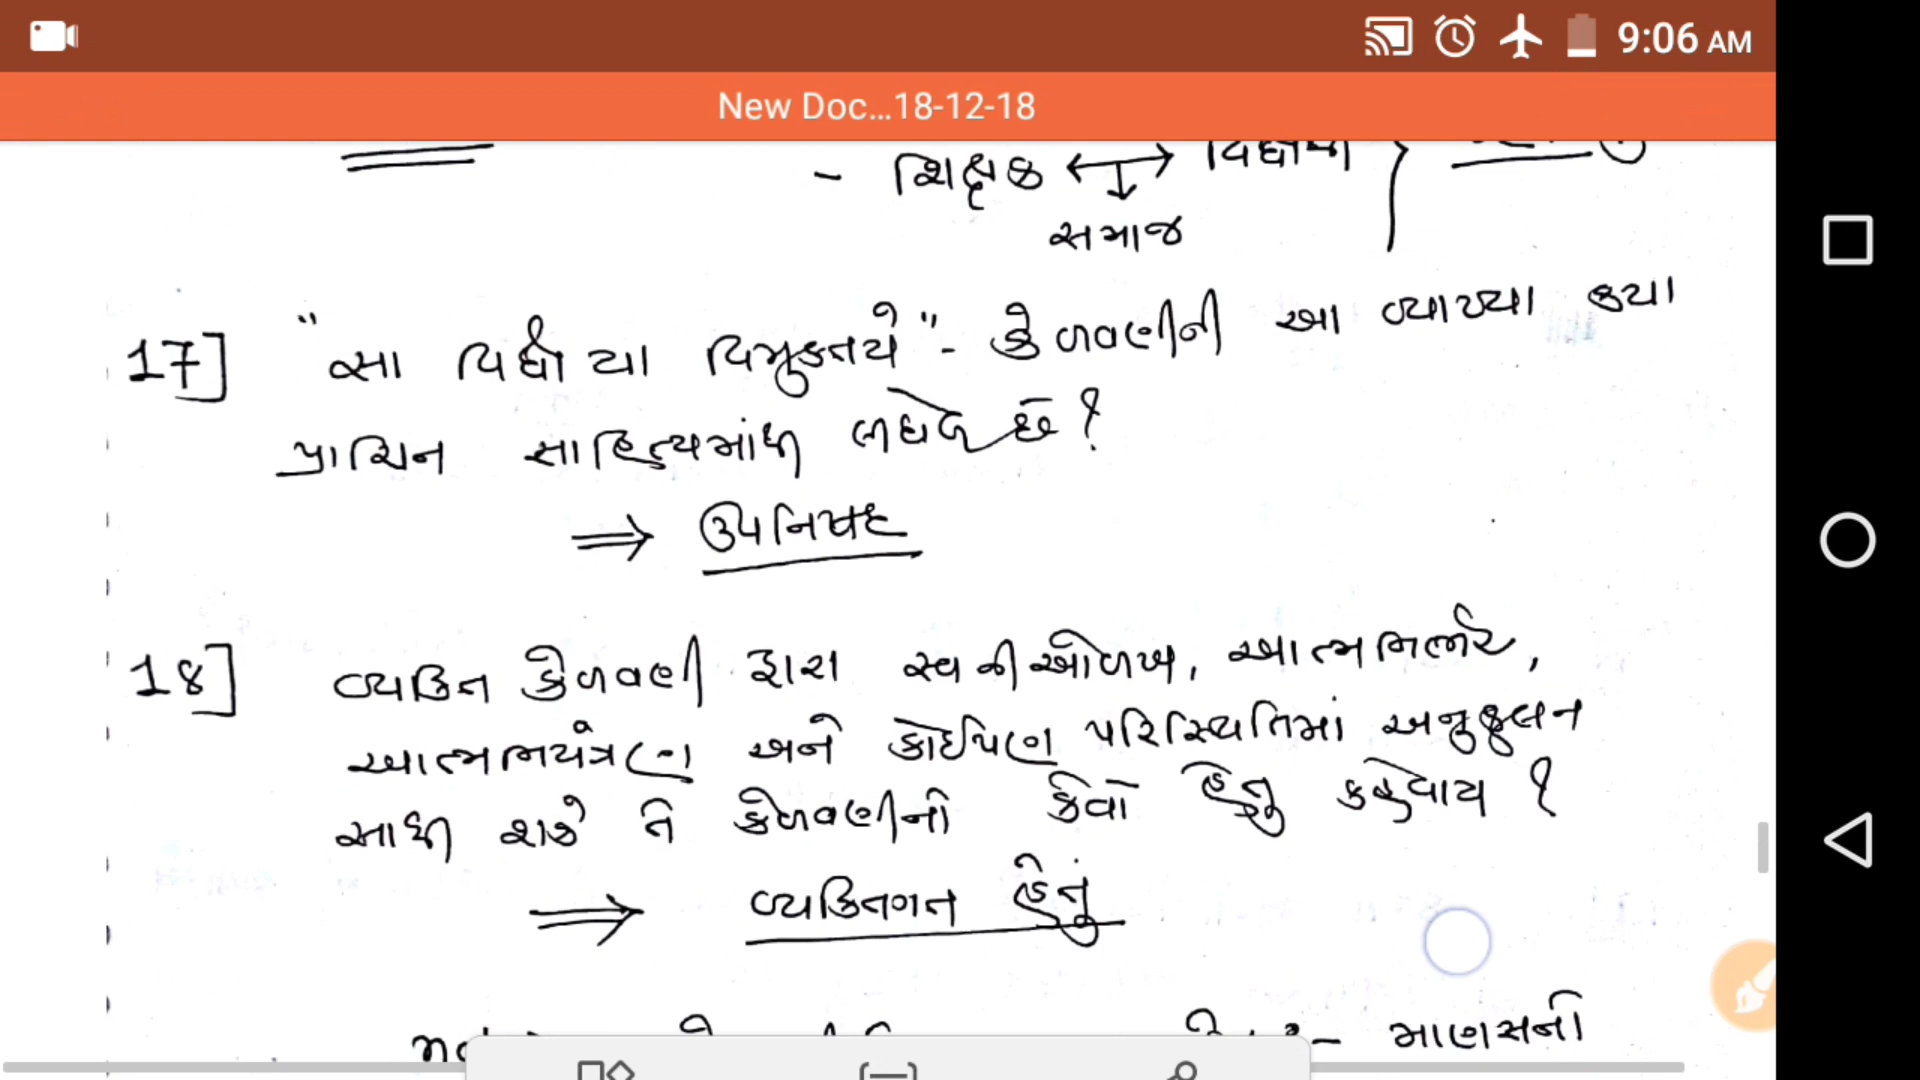 9:06 AM
New Doc...18-12-18
- શિક્ષક
સમાજ
17] "સા વિદ્યા યા વિમુક્તયે" - કેળવણીની આ વ્યાખ્યા કયા
પ્રાચિન સાહિત્યમાંથી લીધેલ છે?
⇒ ઉપનિષદ
18] વ્યક્તિ કેળવણી દ્વારા સ્વ ની ઓળખ, આત્મનિર્ભર,
આત્મનિયંત્રણ અને કોઈપણ પરિસ્થિતિમાં અનુકુલન
સાધી શકે તે કેળવણીનો કેવો હેતુ કહેવાય ?
⇒ વ્યક્તિગત હેતું
- માણસની